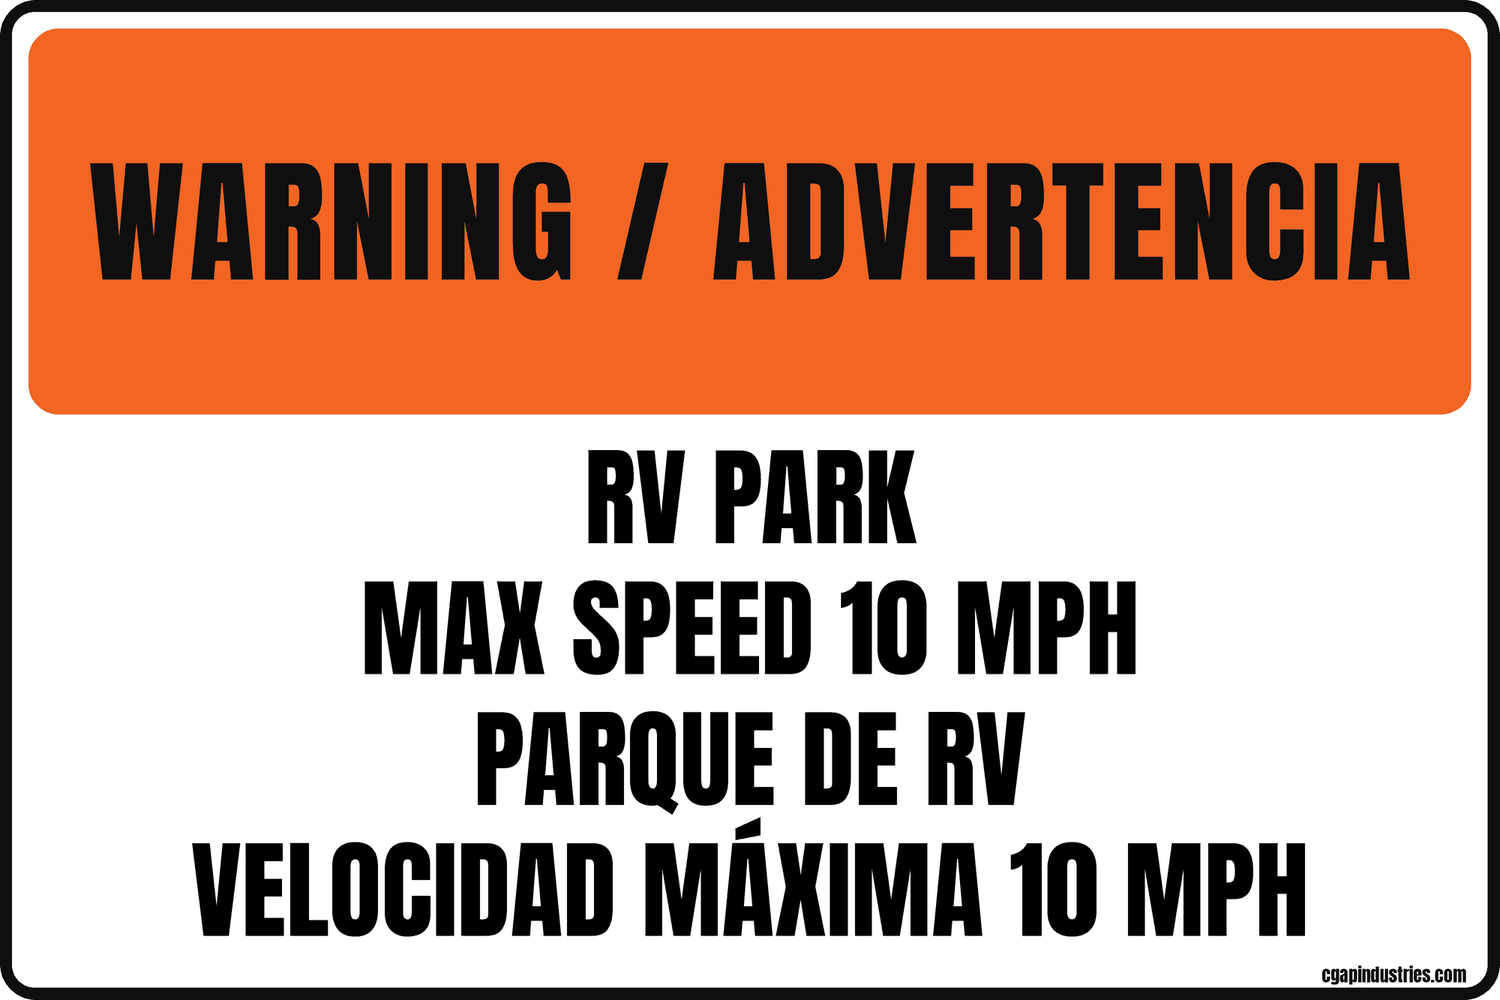 WARNING / ADVERTENCIA
RV PARK
MAX SPEED 10 MPH
PARQUE DE RV
VELOCIDAD MÁXIMA 10 MPH
cgapindustries.com